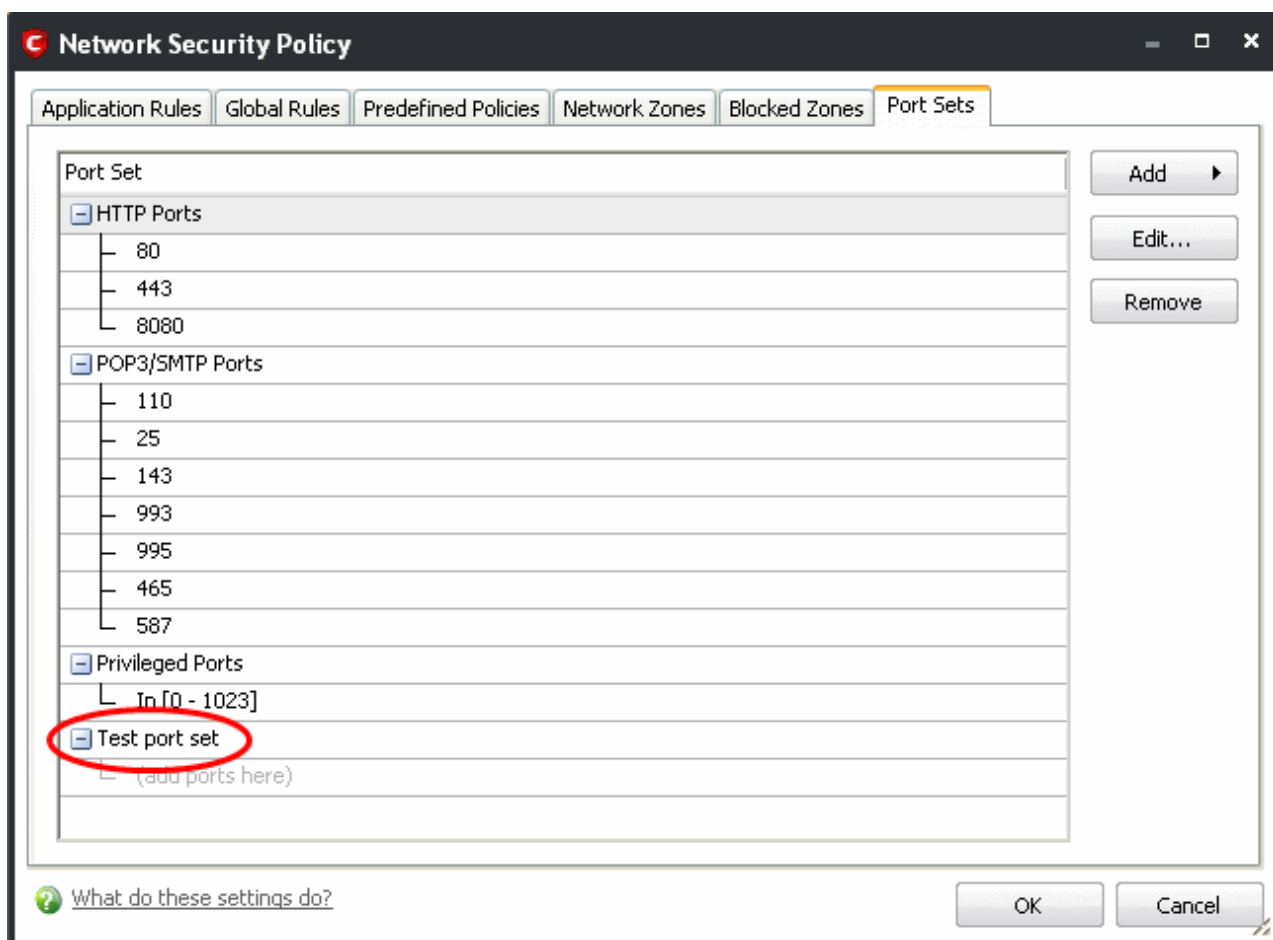 Network Security Policy
Application Rules Global Rules Predefined Policies Network Zones Blocked Zones Port Sets
Port Set
Add
HTTP Ports
80
Edit...
443
Remove
8080
POP3/SMTP Ports
110
25
143
993
995
465
587
Privileged Ports
In [0 - 1023]
Test port set
(add ports here)
What do these settings do?
OK Cancel